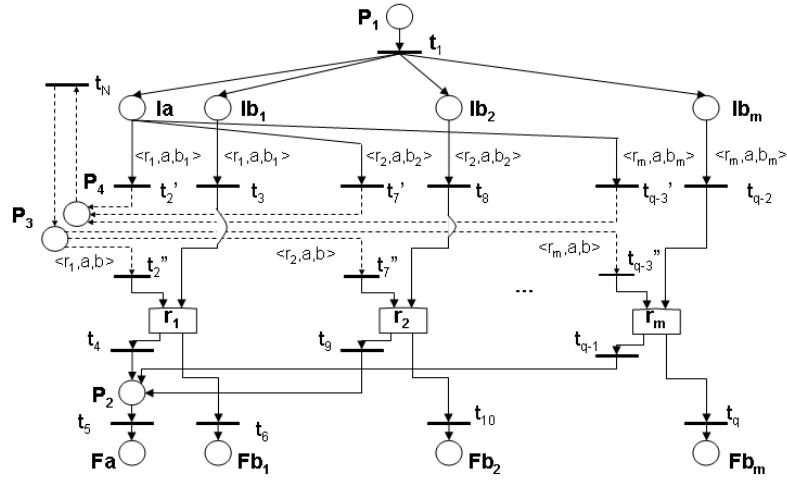 P1
t1
tN
Ia Ib1 Ib2 Ibm
<r1,a,b1> <r1,a,b1> <r2,a,b2> <r2,a,b2> <rm,a,bm> <rm,a,bm>
P4 t2' t3 t7' t8 tq-3' tq-2
P3
<r1,a,b> t2" <r2,a,b> t7" <rm,a,b> tq-3"
...
r1 r2 rm
t4 t9 tq-1
P2
t5 t6 t10 tq
Fa Fb1 Fb2 Fbm